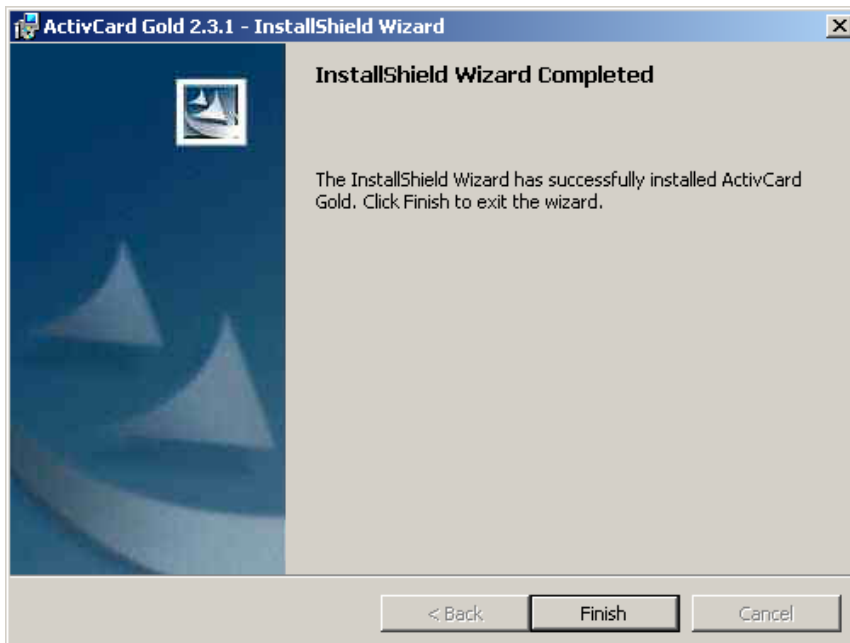 ActivCard Gold 2.3.1 - InstallShield Wizard
InstallShield Wizard Completed
The InstallShield Wizard has successfully installed ActivCard
Gold. Click Finish to exit the wizard.
< Back Finish Cancel